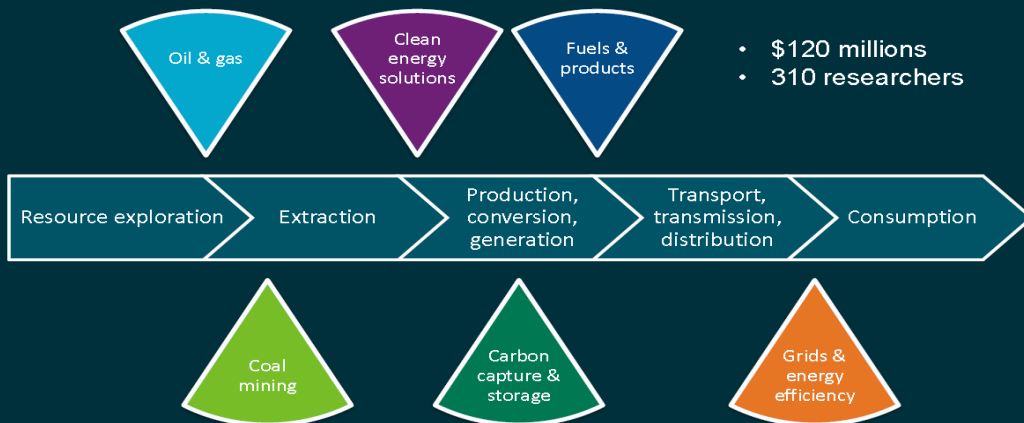 Oil & gas
Clean
energy
solutions
Fuels &
products
• $120 millions
• 310 researchers
Resource exploration
Extraction
Production,
conversion,
generation
Transport,
transmission,
distribution
Consumption
Coal
mining
Carbon
capture &
storage
Grids &
energy
efficiency